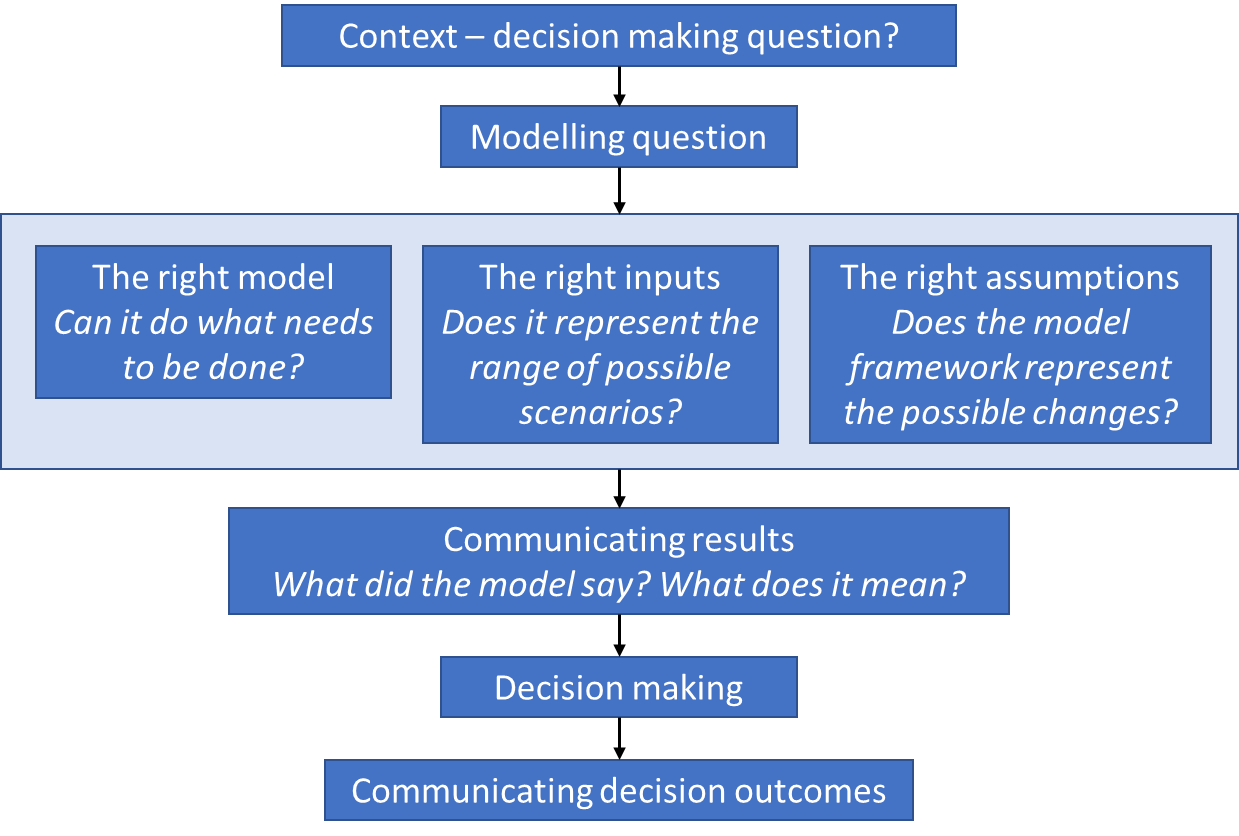 Context – decision making question?
Modelling question
The right model
Can it do what needs
to be done?
The right inputs
Does it represent the
range of possible
scenarios?
The right assumptions
Does the model
framework represent
the possible changes?
Communicating results
What did the model say? What does it mean?
Decision making
Communicating decision outcomes